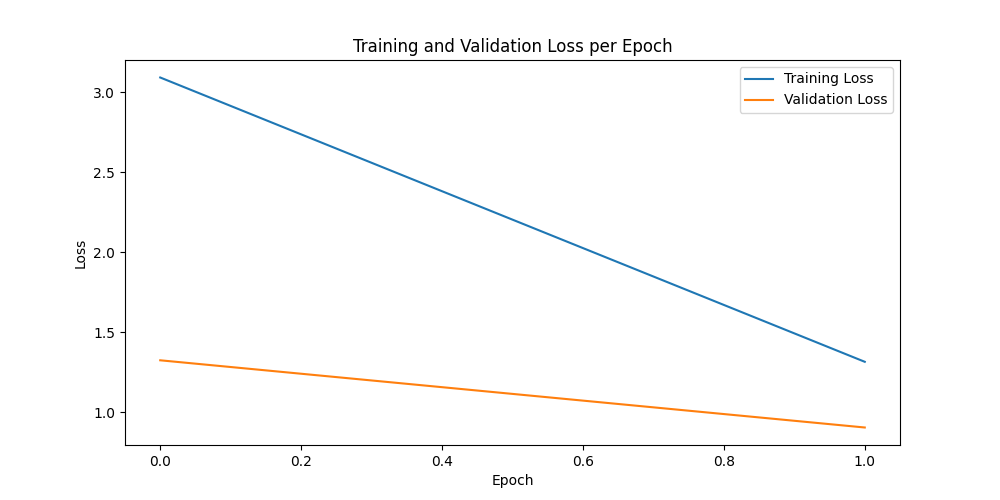 Training and Validation Loss per Epoch
Training Loss
Validation Loss
3.0
2.5
2.0
1.5
1.0
Loss
0.0 0.2 0.4 0.6 0.8 1.0
Epoch